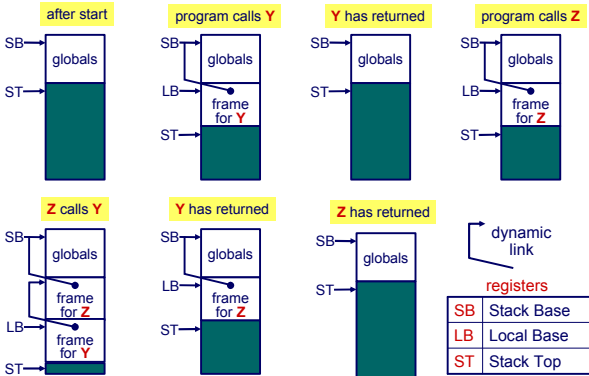 after start
SB
globals
ST
program calls Y
SB
globals
LB
frame
for Y
ST
Y has returned
SB
globals
ST
program calls Z
SB
globals
LB
frame
for Z
ST
Z calls Y
SB
globals
frame
for Z
LB
frame
for Y
ST
Y has returned
SB
globals
LB
frame
for Z
ST
Z has returned
SB
globals
ST
dynamic
link
registers
SB Stack Base
LB Local Base
ST Stack Top